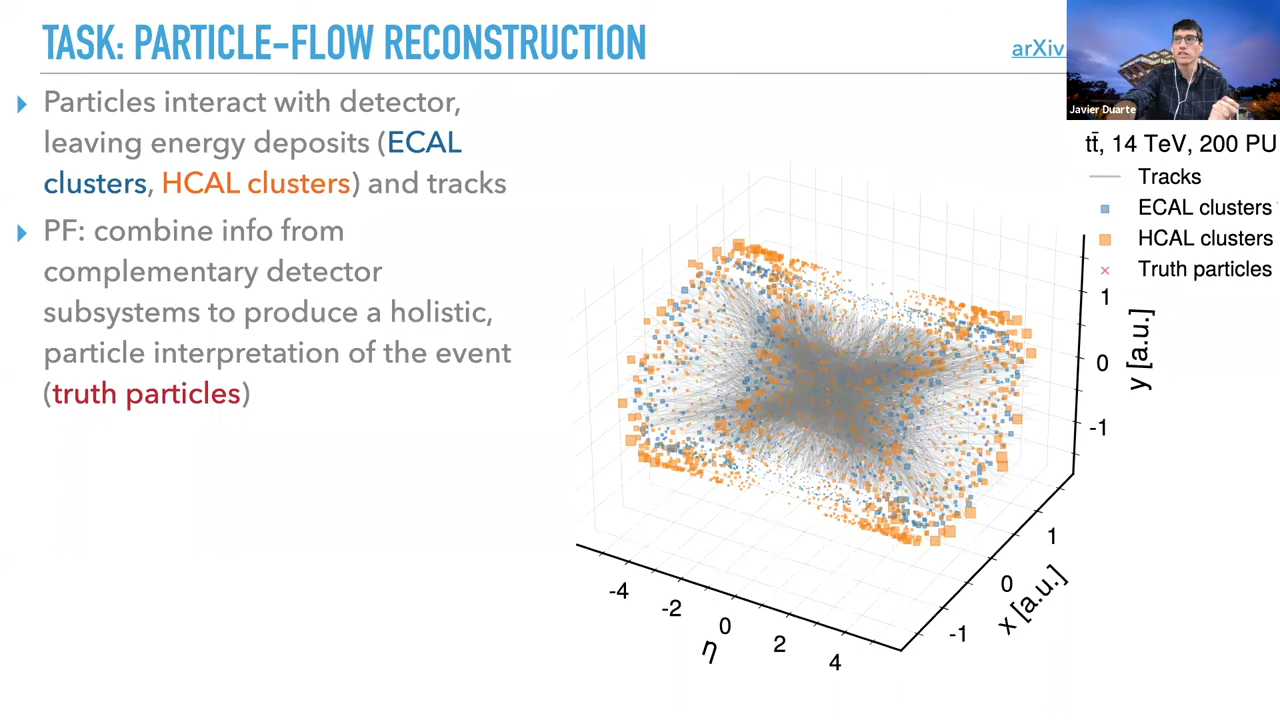 TASK: PARTICLE-FLOW RECONSTRUCTION
arXiv
Javier Duarte
Particles interact with detector,
leaving energy deposits (ECAL
clusters, HCAL clusters) and tracks
PF: combine info from
complementary detector
subsystems to produce a holistic,
particle interpretation of the event
(truth particles)
tt̄, 14 TeV, 200 PU
Tracks
ECAL clusters
HCAL clusters
Truth particles
1
0
-1
y [a.u.]
1
0
-1
x [a.u.]
-4
-2
0
2
4
η